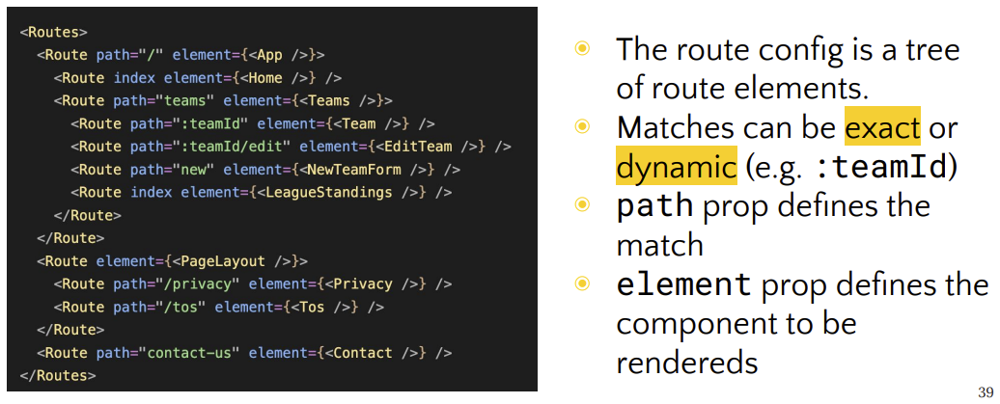 <Routes>
<Route path="/" element={<App />}>
<Route index element={<Home />} />
<Route path="teams" element={<Teams />}>
<Route path=":teamId" element={<Team />} />
<Route path=":teamId/edit" element={<EditTeam />} />
<Route path="new" element={<NewTeamForm />} />
<Route index element={<LeagueStandings />} />
</Route>
</Route>
<Route element={<PageLayout />}>
<Route path="/privacy" element={<Privacy />} />
<Route path="/tos" element={<Tos />} />
</Route>
<Route path="contact-us" element={<Contact />} />
</Routes>
The route config is a tree
of route elements.
Matches can be exact or
dynamic (e.g. :teamId)
path prop defines the
match
element prop defines the
component to be
rendereds
39